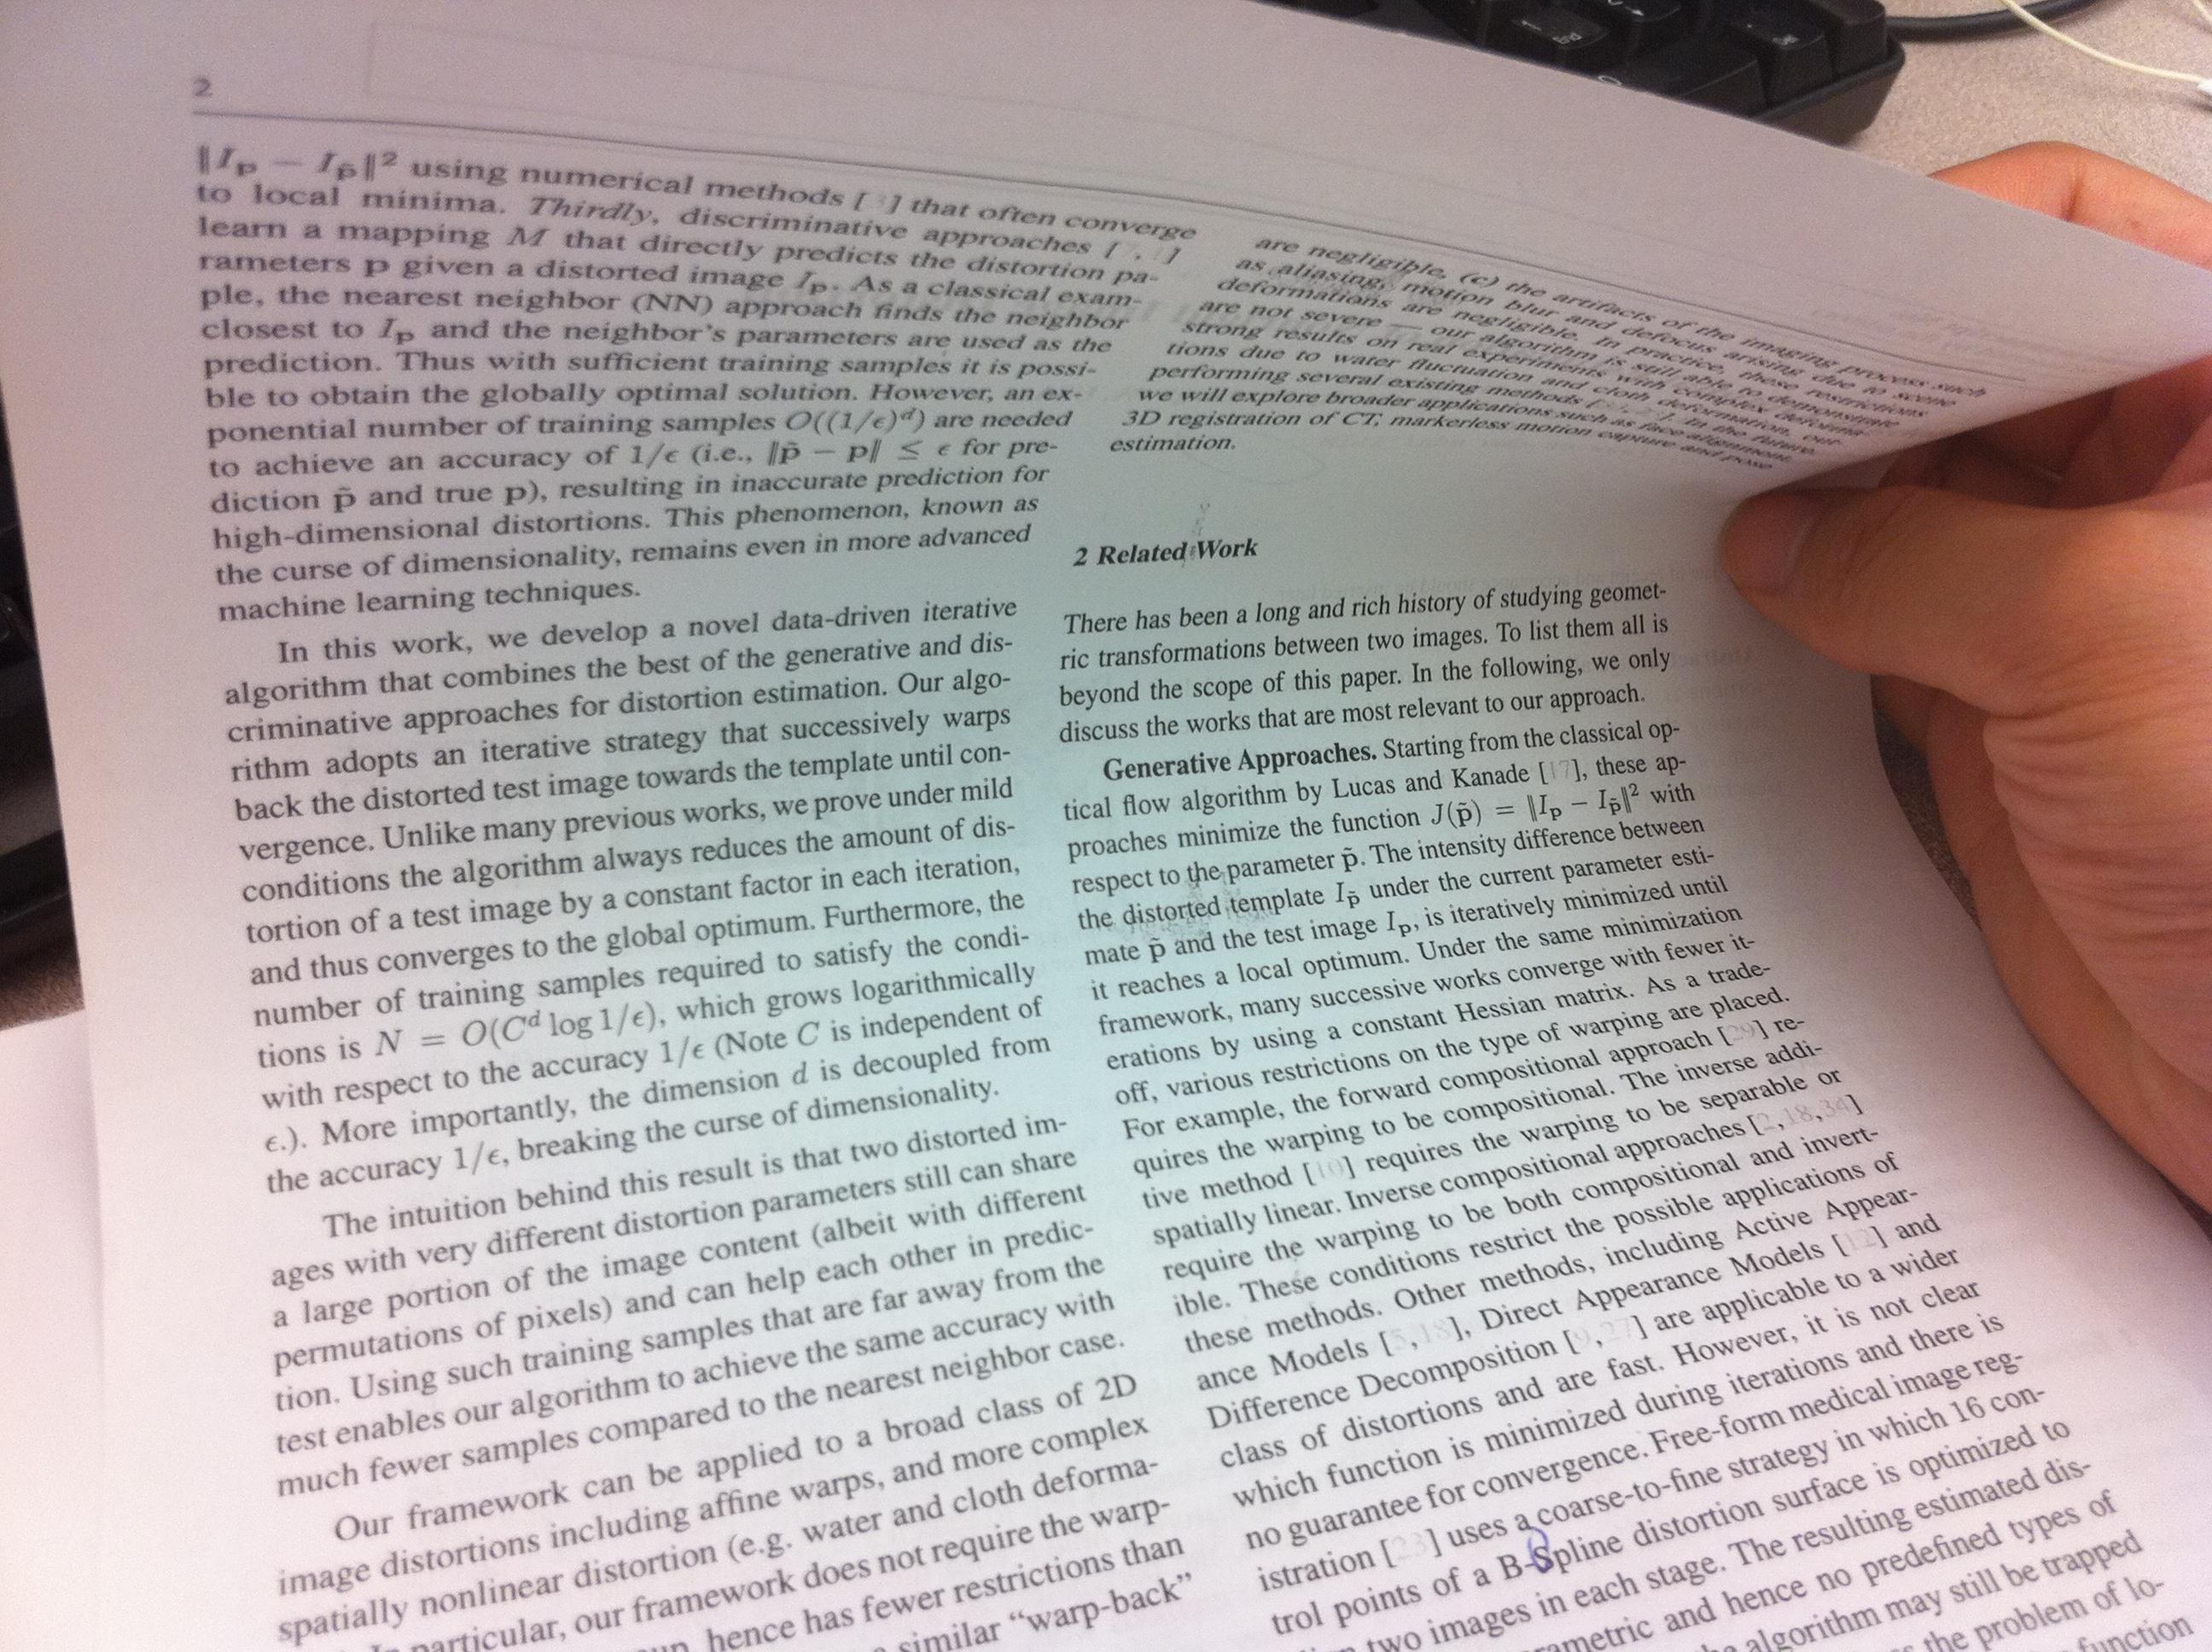 2
‖I_p − I_p̃‖² using numerical methods [3] that often converge
to local minima. Thirdly, discriminative approaches [ , ]
learn a mapping M that directly predicts the distortion pa-
rameters p given a distorted image I_p. As a classical exam-
ple, the nearest neighbor (NN) approach finds the neighbor
closest to I_p and the neighbor's parameters are used as the
prediction. Thus with sufficient training samples it is possi-
ble to obtain the globally optimal solution. However, an ex-
ponential number of training samples O((1/ϵ)^d) are needed
to achieve an accuracy of 1/ϵ (i.e., ‖p̃ − p‖ ≤ ϵ for pre-
diction p̃ and true p), resulting in inaccurate prediction for
high-dimensional distortions. This phenomenon, known as
the curse of dimensionality, remains even in more advanced
machine learning techniques.
In this work, we develop a novel data-driven iterative
algorithm that combines the best of the generative and dis-
criminative approaches for distortion estimation. Our algo-
rithm adopts an iterative strategy that successively warps
back the distorted test image towards the template until con-
vergence. Unlike many previous works, we prove under mild
conditions the algorithm always reduces the amount of dis-
tortion of a test image by a constant factor in each iteration,
and thus converges to the global optimum. Furthermore, the
number of training samples required to satisfy the condi-
tions is N = O(C^d log 1/ϵ), which grows logarithmically
with respect to the accuracy 1/ϵ (Note C is independent of
ϵ.). More importantly, the dimension d is decoupled from
the accuracy 1/ϵ, breaking the curse of dimensionality.
The intuition behind this result is that two distorted im-
ages with very different distortion parameters still can share
a large portion of the image content (albeit with different
permutations of pixels) and can help each other in predic-
tion. Using such training samples that are far away from the
test enables our algorithm to achieve the same accuracy with
much fewer samples compared to the nearest neighbor case.
Our framework can be applied to a broad class of 2D
image distortions including affine warps, and more complex
spatially nonlinear distortion (e.g. water and cloth deforma-
particular, our framework does not require the warp-
hence has fewer restrictions than
similar “warp-back”
are negligible, (c) the artifacts of the imaging process such
as aliasing, motion blur and defocus arising due to scene
deformations are negligible. In practice, these restrictions
are not severe — our algorithm is still able to demonstrate
strong results on real experiments with complex deforma-
tions due to water fluctuation and cloth deformation, out-
performing several existing methods [ , ]. In the future,
we will explore broader applications such as face alignment,
3D registration of CT, markerless motion capture and pose
estimation.
2 Related Work
There has been a long and rich history of studying geomet-
ric transformations between two images. To list them all is
beyond the scope of this paper. In the following, we only
discuss the works that are most relevant to our approach.
Generative Approaches. Starting from the classical op-
tical flow algorithm by Lucas and Kanade [17], these ap-
proaches minimize the function J(p̃) = ‖I_p − I_p̃‖² with
respect to the parameter p̃. The intensity difference between
the distorted template I_p̃ under the current parameter esti-
mate p̃ and the test image I_p, is iteratively minimized until
it reaches a local optimum. Under the same minimization
framework, many successive works converge with fewer it-
erations by using a constant Hessian matrix. As a trade-
off, various restrictions on the type of warping are placed.
For example, the forward compositional approach [29] re-
quires the warping to be compositional. The inverse addi-
tive method [10] requires the warping to be separable or
spatially linear. Inverse compositional approaches [2,18,34]
require the warping to be both compositional and invert-
ible. These conditions restrict the possible applications of
these methods. Other methods, including Active Appear-
ance Models [5,18], Direct Appearance Models [12] and
Difference Decomposition [9,27] are applicable to a wider
class of distortions and are fast. However, it is not clear
which function is minimized during iterations and there is
no guarantee for convergence. Free-form medical image reg-
istration [23] uses a coarse-to-fine strategy in which 16 con-
trol points of a B-Spline distortion surface is optimized to
two images in each stage. The resulting estimated dis-
and hence no predefined types of
algorithm may still be trapped
the problem of lo-
function